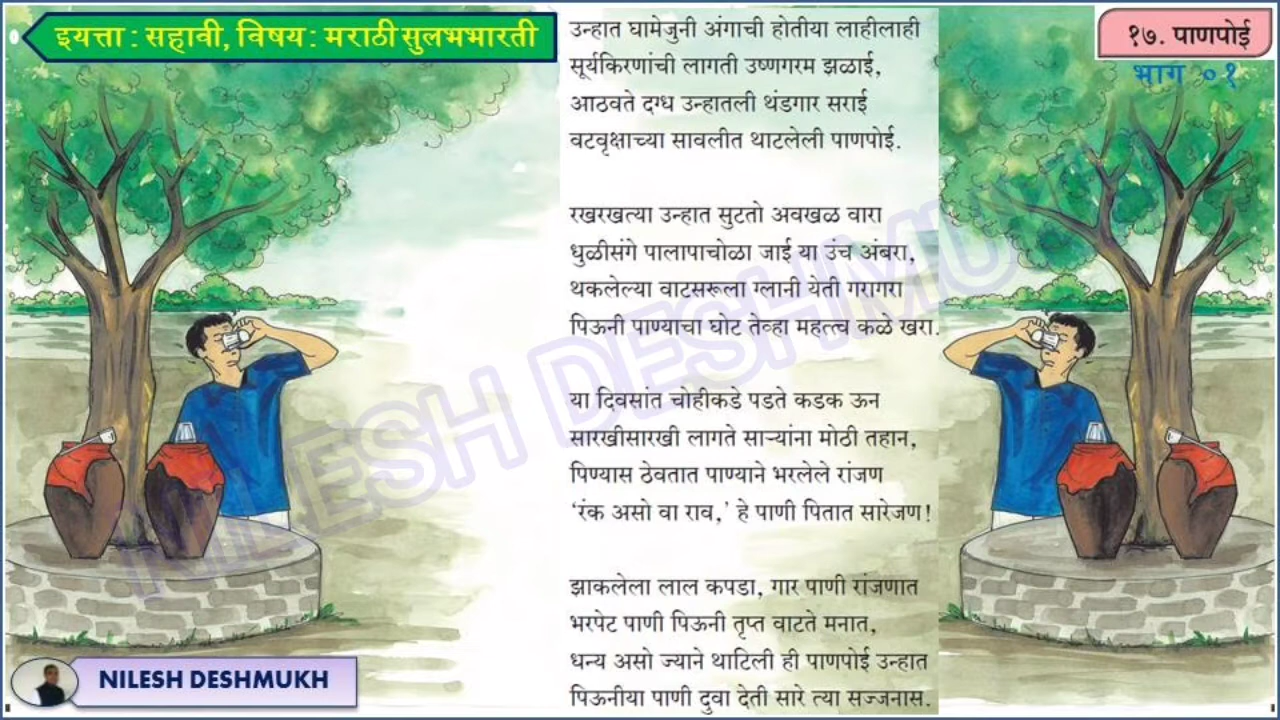 इयत्ता : सहावी, विषय : मराठी सुलभभारती
१७. पाणपोई
भाग ०१
उन्हात घामेजुनी अंगाची होतीया लाहीलाही
सूर्यकिरणांची लागती उष्णगरम झळाई,
आठवते दग्ध उन्हातली थंडगार सराई
वटवृक्षाच्या सावलीत थाटलेली पाणपोई.
रखरखत्या उन्हात सुटतो अवखळ वारा
धुळीसंगे पालापाचोळा जाई या उंच अंबरा,
थकलेल्या वाटसरूला ग्लानी येती गरागरा
पिऊनी पाण्याचा घोट तेव्हा महत्त्व कळे खरा.
या दिवसांत चोहीकडे पडते कडक ऊन
सारखीसारखी लागते साऱ्यांना मोठी तहान,
पिण्यास ठेवतात पाण्याने भरलेले रांजण
‘रंक असो वा राव,’ हे पाणी पितात सारेजण!
झाकलेला लाल कपडा, गार पाणी रांजणात
भरपेट पाणी पिऊनी तृप्त वाटते मनात,
धन्य असो ज्याने थाटिली ही पाणपोई उन्हात
पिऊनीया पाणी दुवा देती सारे त्या सज्जनास.
NILESH DESHMUKH
NILESH DESHMUKH